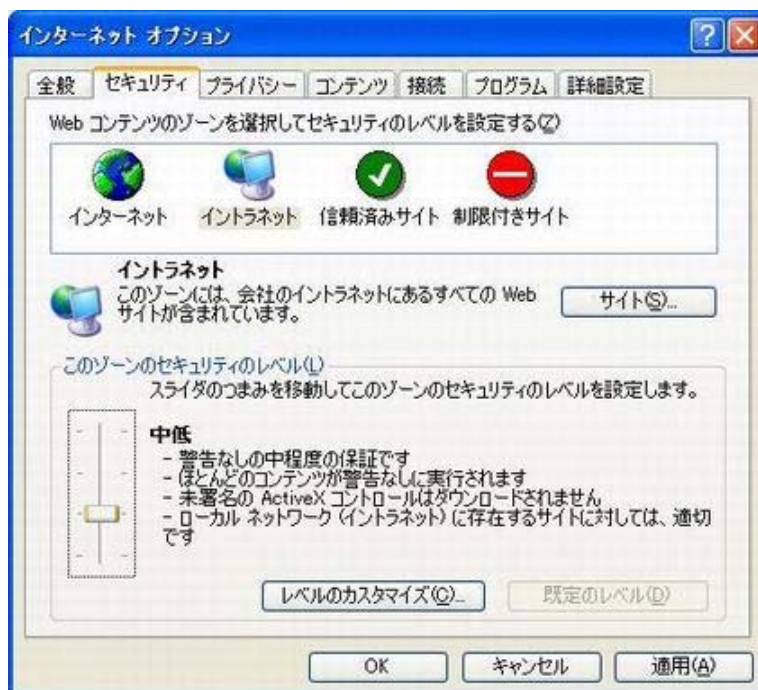 インターネット オプション
全般 セキュリティ プライバシー コンテンツ 接続 プログラム 詳細設定
Web コンテンツのゾーンを選択してセキュリティのレベルを設定する(Z)
インターネット イントラネット 信頼済みサイト 制限付きサイト
イントラネット
このゾーンには、会社のイントラネットにあるすべての Web
サイトが含まれています。
サイト(S)...
このゾーンのセキュリティのレベル(L)
スライダのつまみを移動してこのゾーンのセキュリティのレベルを設定します。
中低
- 警告なしの中程度の保証です
- ほとんどのコンテンツが警告なしに実行されます
- 未署名の ActiveX コントロールはダウンロードされません
- ローカル ネットワーク (イントラネット) に存在するサイトに対しては、適切
です
レベルのカスタマイズ(C)... 既定のレベル(D)
OK キャンセル 適用(A)